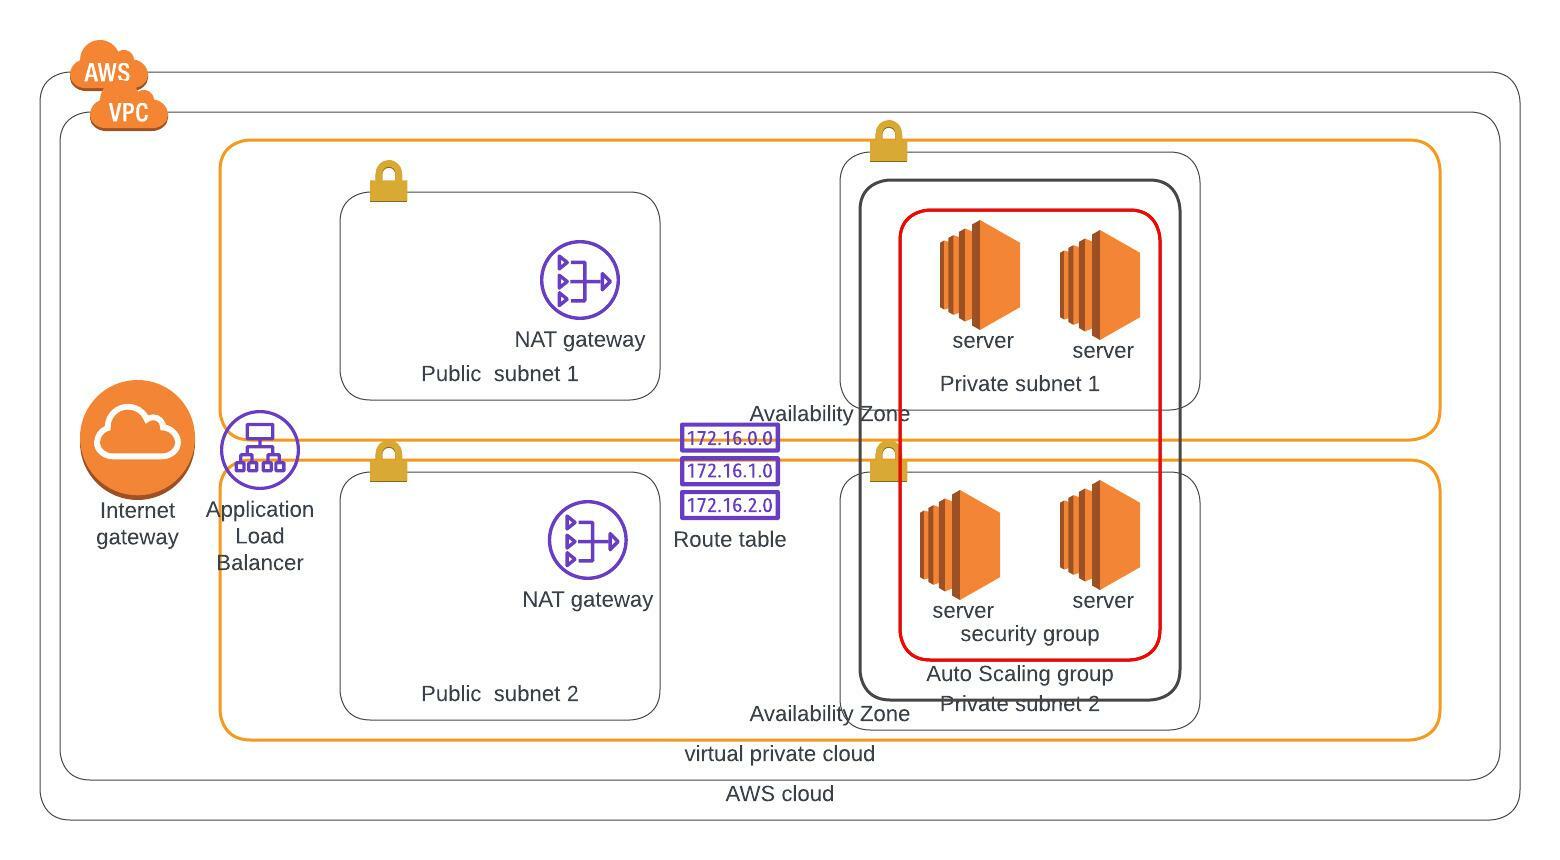 AWS
VPC
NAT gateway
Public  subnet 1
server
server
Private subnet 1
Availability Zone
Internet
gateway
Application
Load
Balancer
172.16.0.0
172.16.1.0
172.16.2.0
Route table
NAT gateway
Public  subnet 2
server
server
security group
Auto Scaling group
Private subnet 2
Availability Zone
virtual private cloud
AWS cloud